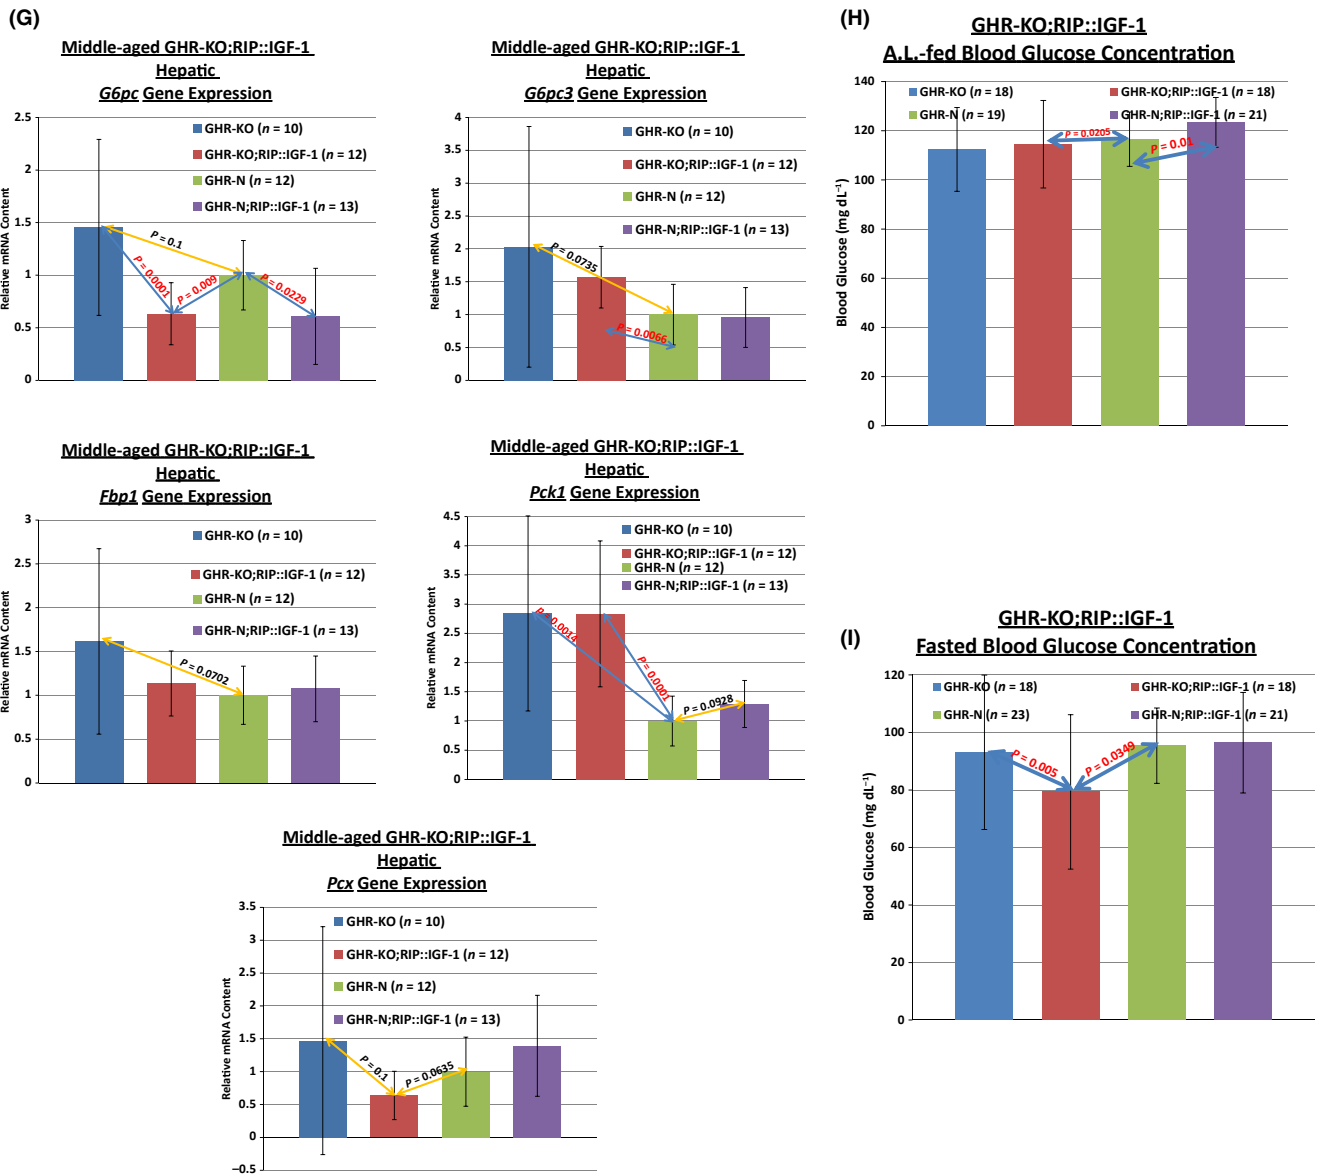 (G)
Middle-aged GHR-KO;RIP::IGF-1
Hepatic
G6pc Gene Expression
Relative mRNA Content
2.5
2
1.5
1
0.5
0
GHR-KO (n = 10)
GHR-KO;RIP::IGF-1 (n = 12)
GHR-N (n = 12)
GHR-N;RIP::IGF-1 (n = 13)
P = 0.1
P = 0.0001
P = 0.009
P = 0.0229
Middle-aged GHR-KO;RIP::IGF-1
Hepatic
G6pc3 Gene Expression
Relative mRNA Content
4
3.5
3
2.5
2
1.5
1
0.5
0
GHR-KO (n = 10)
GHR-KO;RIP::IGF-1 (n = 12)
GHR-N (n = 12)
GHR-N;RIP::IGF-1 (n = 13)
P = 0.0735
P = 0.0066
Middle-aged GHR-KO;RIP::IGF-1
Hepatic
Fbp1 Gene Expression
Relative mRNA Content
3
2.5
2
1.5
1
0.5
0
GHR-KO (n = 10)
GHR-KO;RIP::IGF-1 (n = 12)
GHR-N (n = 12)
GHR-N;RIP::IGF-1 (n = 13)
P = 0.0702
Middle-aged GHR-KO;RIP::IGF-1
Hepatic
Pck1 Gene Expression
Relative mRNA Content
4.5
4
3.5
3
2.5
2
1.5
1
0.5
0
GHR-KO (n = 10)
GHR-KO;RIP::IGF-1 (n = 12)
GHR-N (n = 12)
GHR-N;RIP::IGF-1 (n = 13)
P = 0.0014
P = 0.0001
P = 0.0928
Middle-aged GHR-KO;RIP::IGF-1
Hepatic
Pcx Gene Expression
Relative mRNA Content
3.5
3
2.5
2
1.5
1
0.5
0
−0.5
GHR-KO (n = 10)
GHR-KO;RIP::IGF-1 (n = 12)
GHR-N (n = 12)
GHR-N;RIP::IGF-1 (n = 13)
P = 0.1
P = 0.0635
(H)
GHR-KO;RIP::IGF-1
A.L.-fed Blood Glucose Concentration
Blood Glucose (mg dL−1)
140
120
100
80
60
40
20
0
GHR-KO (n = 18)
GHR-KO;RIP::IGF-1 (n = 18)
GHR-N (n = 19)
GHR-N;RIP::IGF-1 (n = 21)
P = 0.0205
P = 0.01
(I)
GHR-KO;RIP::IGF-1
Fasted Blood Glucose Concentration
Blood Glucose (mg dL−1)
120
100
80
60
40
20
0
GHR-KO (n = 18)
GHR-KO;RIP::IGF-1 (n = 18)
GHR-N (n = 23)
GHR-N;RIP::IGF-1 (n = 21)
P = 0.005
P = 0.0349